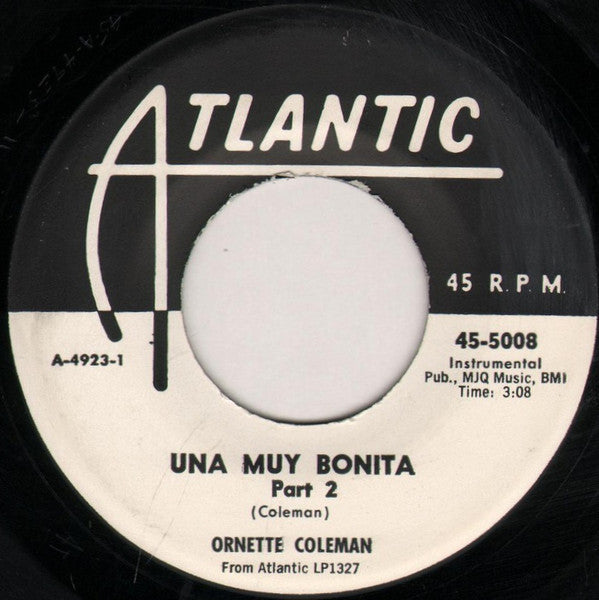 ATLANTIC
45 R.P.M.
A-4923-1
45-5008
Instrumental
Pub., MJQ Music, BMI
Time: 3:08
UNA MUY BONITA
Part 2
(Coleman)
ORNETTE COLEMAN
From Atlantic LP1327